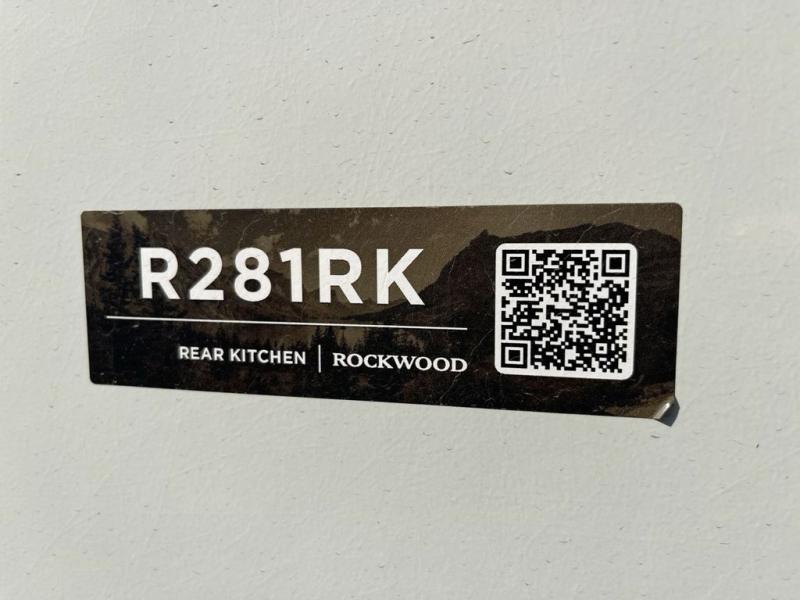 R281RK
REAR KITCHEN | ROCKWOOD